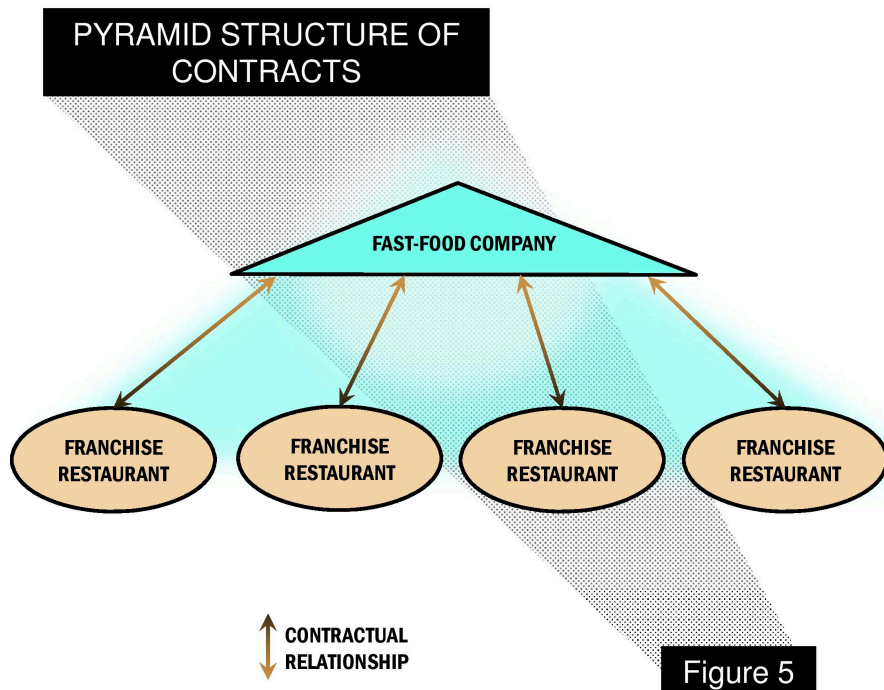 PYRAMID STRUCTURE OF
CONTRACTS
FAST-FOOD COMPANY
FRANCHISE
RESTAURANT
FRANCHISE
RESTAURANT
FRANCHISE
RESTAURANT
FRANCHISE
RESTAURANT
CONTRACTUAL
RELATIONSHIP
Figure 5